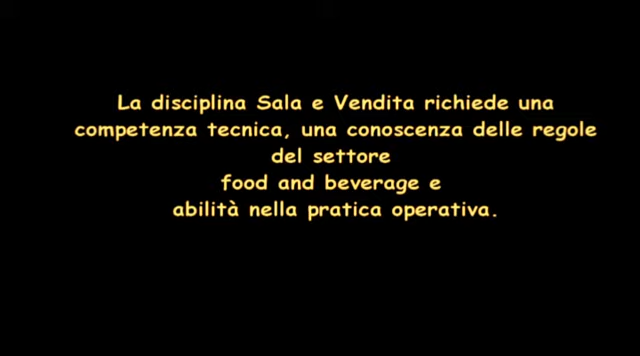 La disciplina Sala e Vendita richiede una
competenza tecnica, una conoscenza delle regole
del settore
food and beverage e
abilità nella pratica operativa.